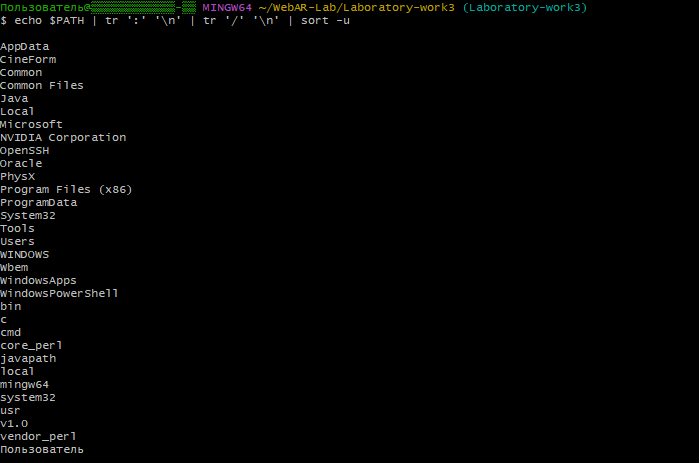 Пользователь@ MINGW64 ~/WebAR-Lab/Laboratory-work3 (Laboratory-work3)
$ echo $PATH | tr ':' '\n' | tr '/' '\n' | sort -u
AppData
CineForm
Common
Common Files
Java
Local
Microsoft
NVIDIA Corporation
OpenSSH
Oracle
PhysX
Program Files (x86)
ProgramData
System32
Tools
Users
WINDOWS
Wbem
WindowsApps
WindowsPowerShell
bin
c
cmd
core_perl
javapath
local
mingw64
system32
usr
v1.0
vendor_perl
Пользователь